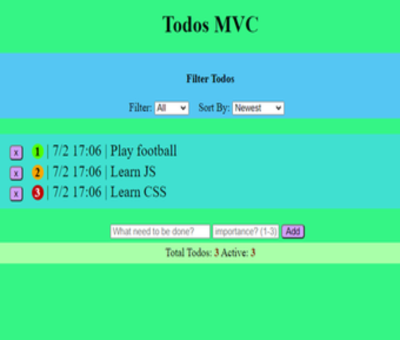 Todos MVC
Filter Todos
Filter: All Sort By: Newest
x 1 | 7/2 17:06 | Play football
x 2 | 7/2 17:06 | Learn JS
x 3 | 7/2 17:06 | Learn CSS
What need to be done? importance? (1-3) Add
Total Todos: 3 Active: 3